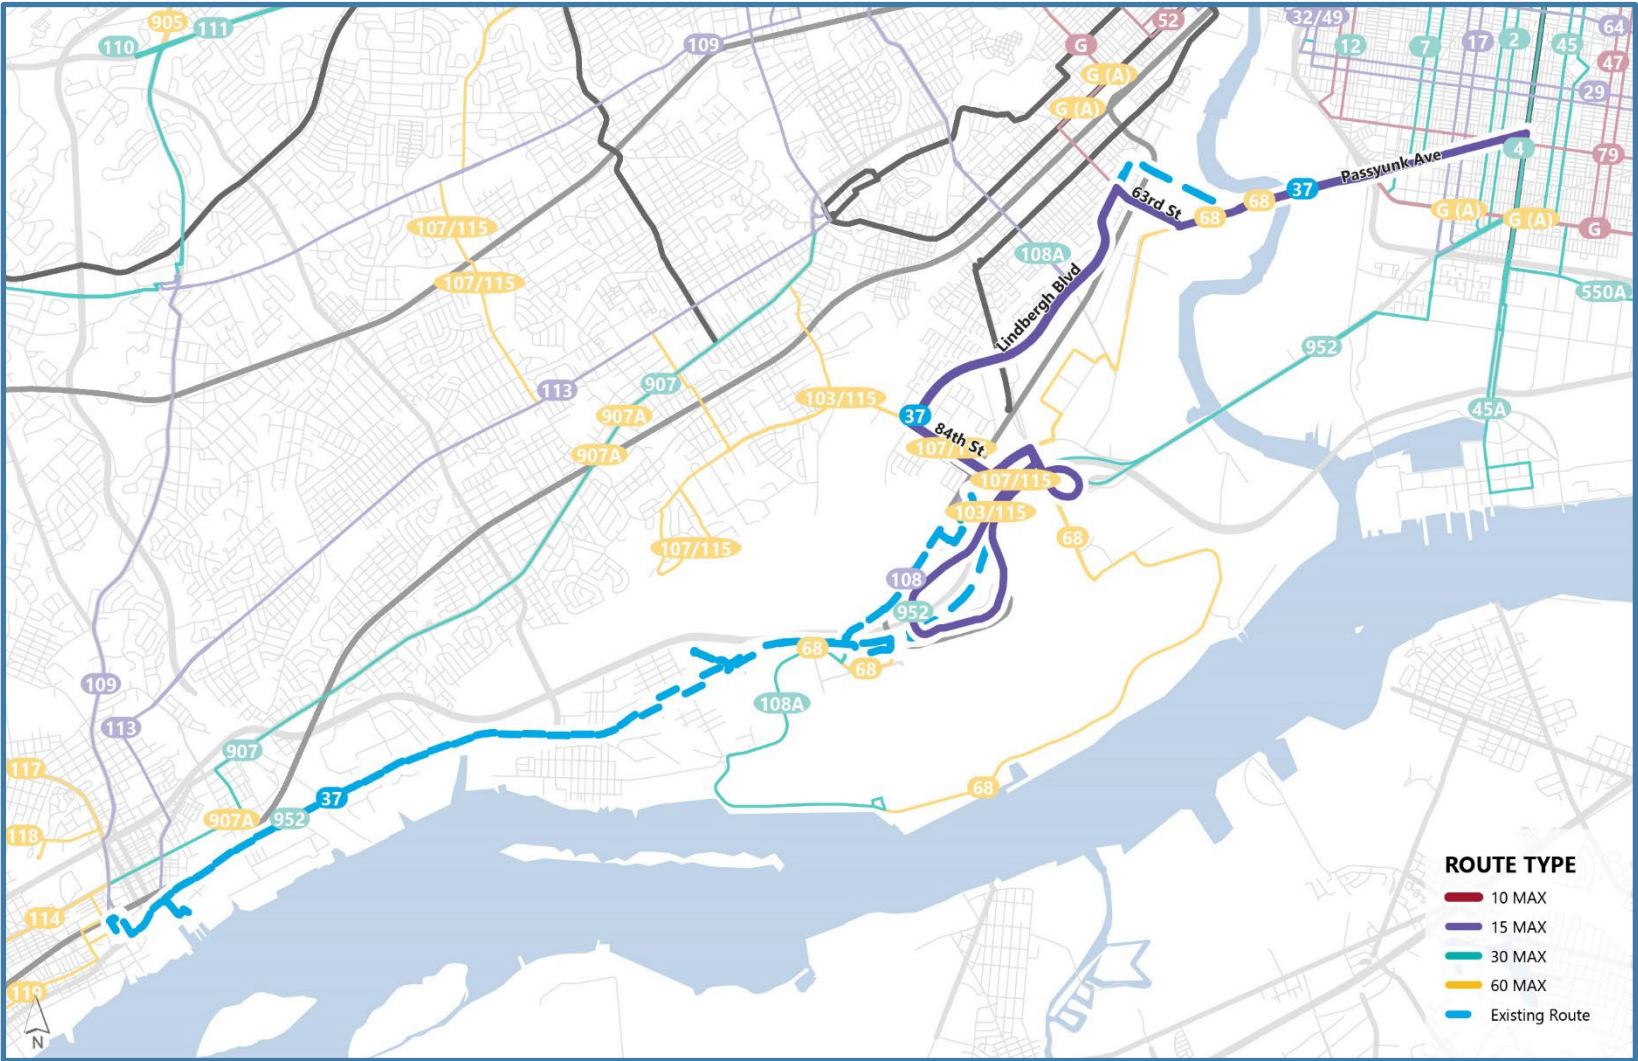 905
111
110
109
52
G
G (A)
G (A)
32/49
12
7
17
2
45
64
47
29
4
79
Passyunk Ave
37
68
68
63rd St
G (A)
G (A)
G
107/115
108A
107/115
550A
Lindbergh Blvd
952
113
907
103/115
907A
45A
37
84th St
907A
107/115
103/115
68
107/115
108
952
68
68
109
108A
113
907
117
37
68
907A
952
118
114
119
N
ROUTE TYPE
10 MAX
15 MAX
30 MAX
60 MAX
Existing Route